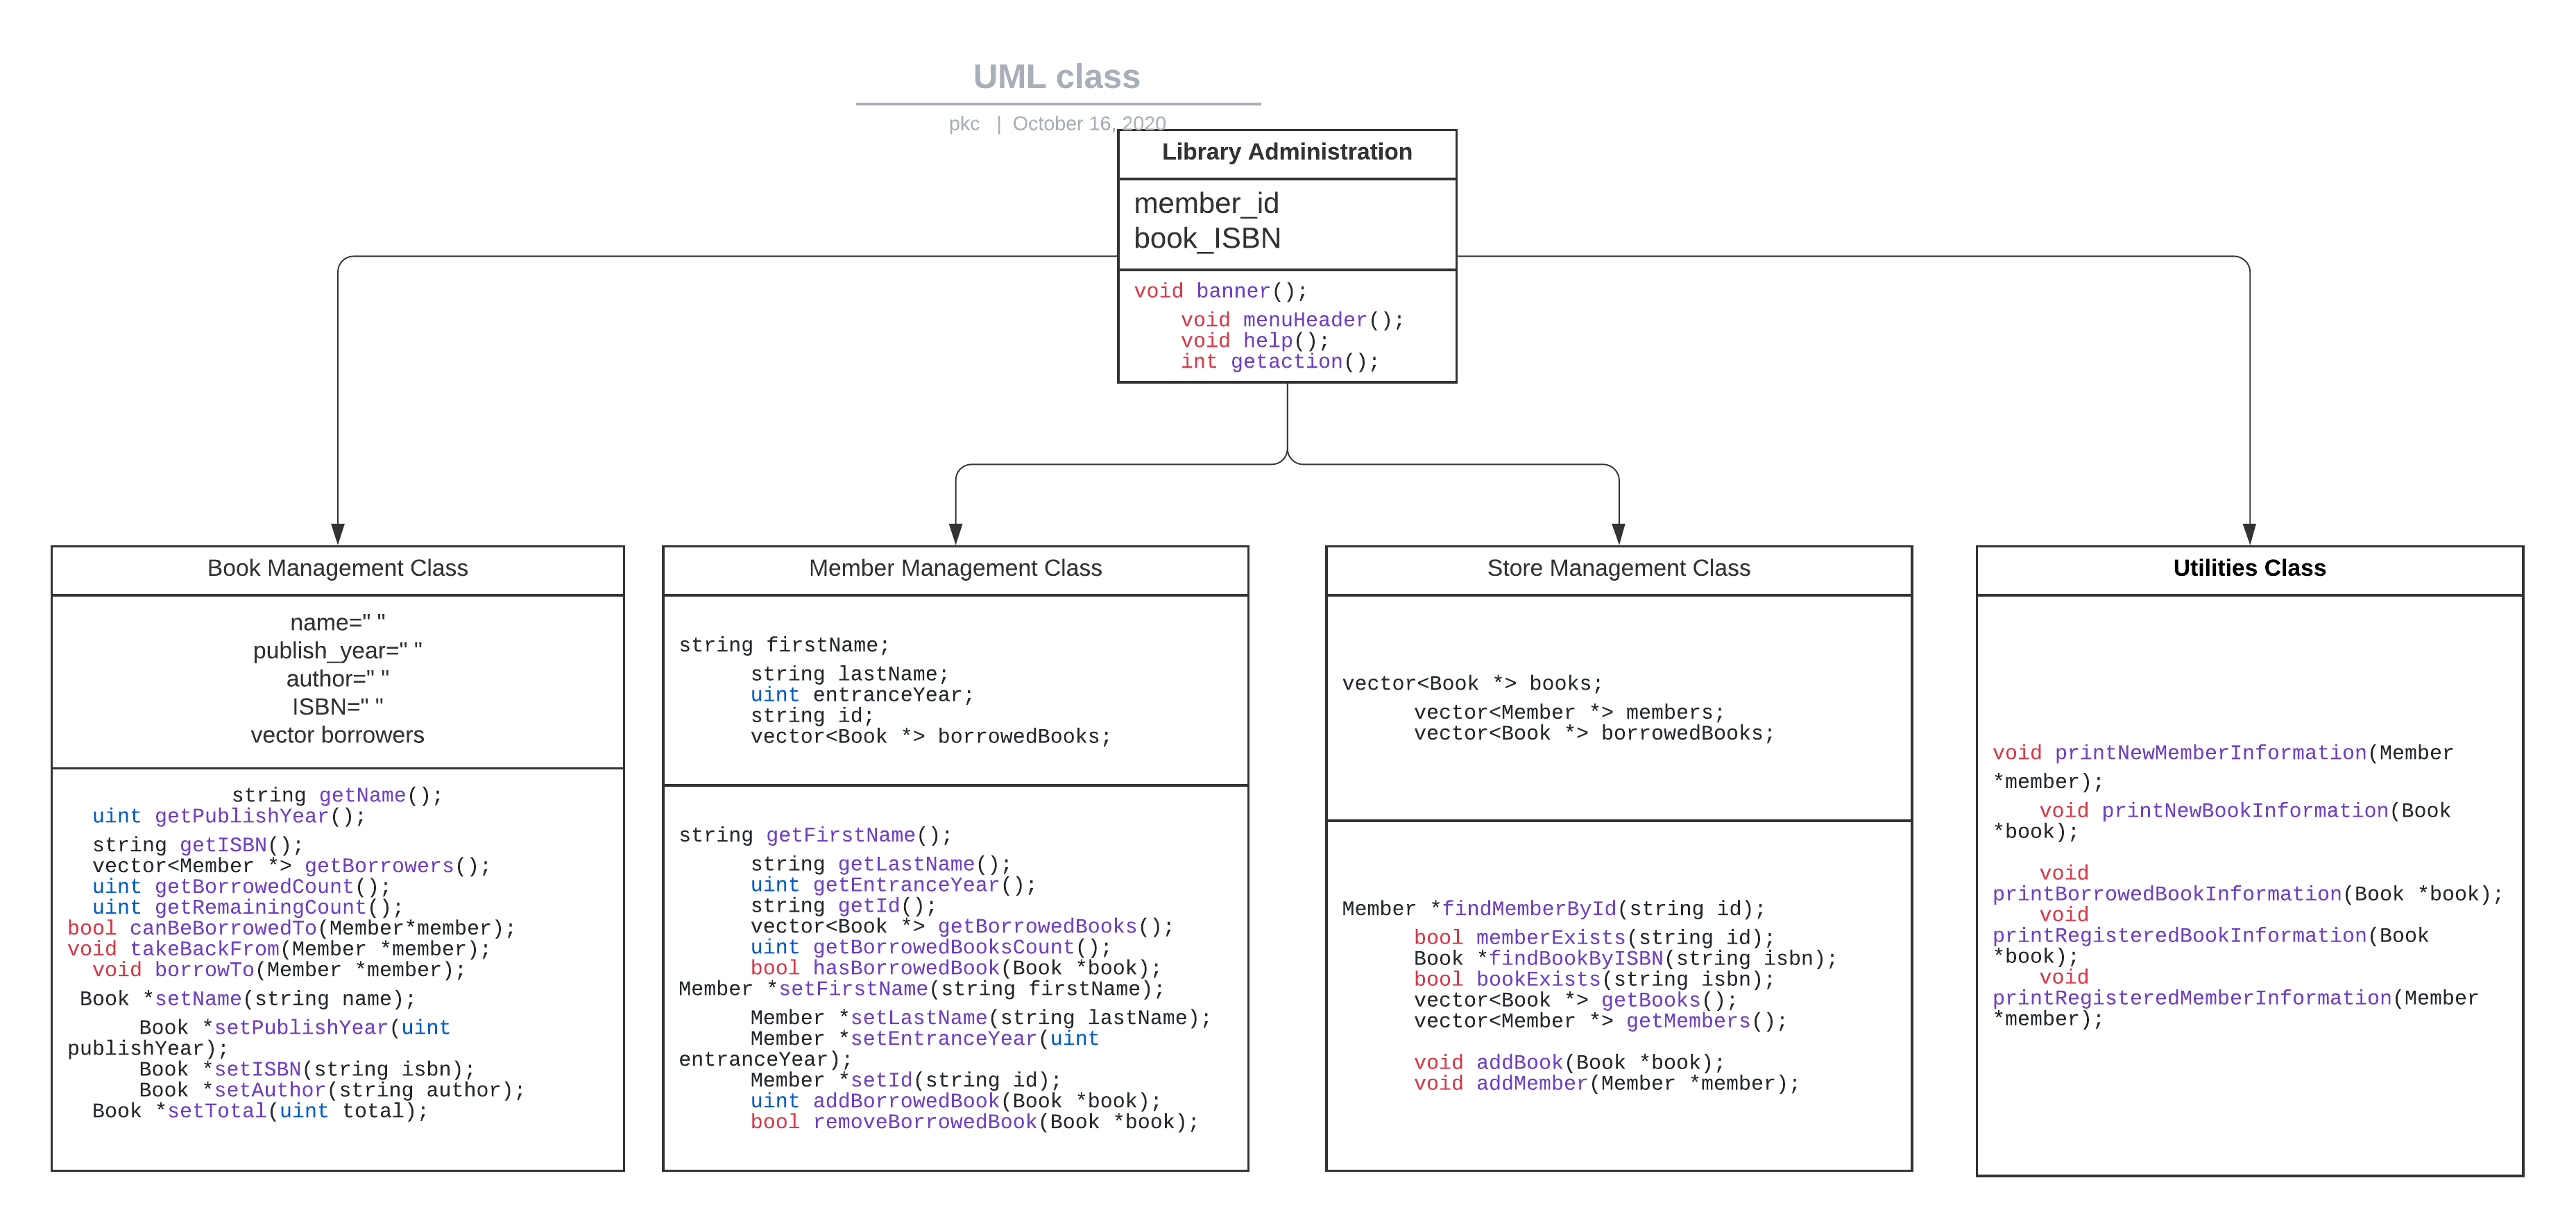 UML class
pkc | October 16, 2020
Library Administration
member_id
book_ISBN
void banner();
void menuHeader();
void help();
int getaction();
Book Management Class
name=" "
publish_year=" "
author=" "
ISBN=" "
vector borrowers
string getName();
uint getPublishYear();
string getISBN();
vector<Member *> getBorrowers();
uint getBorrowedCount();
uint getRemainingCount();
bool canBeBorrowedTo(Member*member);
void takeBackFrom(Member *member);
void borrowTo(Member *member);
Book *setName(string name);
Book *setPublishYear(uint
publishYear);
Book *setISBN(string isbn);
Book *setAuthor(string author);
Book *setTotal(uint total);
Member Management Class
string firstName;
string lastName;
uint entranceYear;
string id;
vector<Book *> borrowedBooks;
string getFirstName();
string getLastName();
uint getEntranceYear();
string getId();
vector<Book *> getBorrowedBooks();
uint getBorrowedBooksCount();
bool hasBorrowedBook(Book *book);
Member *setFirstName(string firstName);
Member *setLastName(string lastName);
Member *setEntranceYear(uint
entranceYear);
Member *setId(string id);
uint addBorrowedBook(Book *book);
bool removeBorrowedBook(Book *book);
Store Management Class
vector<Book *> books;
vector<Member *> members;
vector<Book *> borrowedBooks;
Member *findMemberById(string id);
bool memberExists(string id);
Book *findBookByISBN(string isbn);
bool bookExists(string isbn);
vector<Book *> getBooks();
vector<Member *> getMembers();
void addBook(Book *book);
void addMember(Member *member);
Utilities Class
void printNewMemberInformation(Member
*member);
void printNewBookInformation(Book
*book);
void
printBorrowedBookInformation(Book *book);
void
printRegisteredBookInformation(Book
*book);
void
printRegisteredMemberInformation(Member
*member);